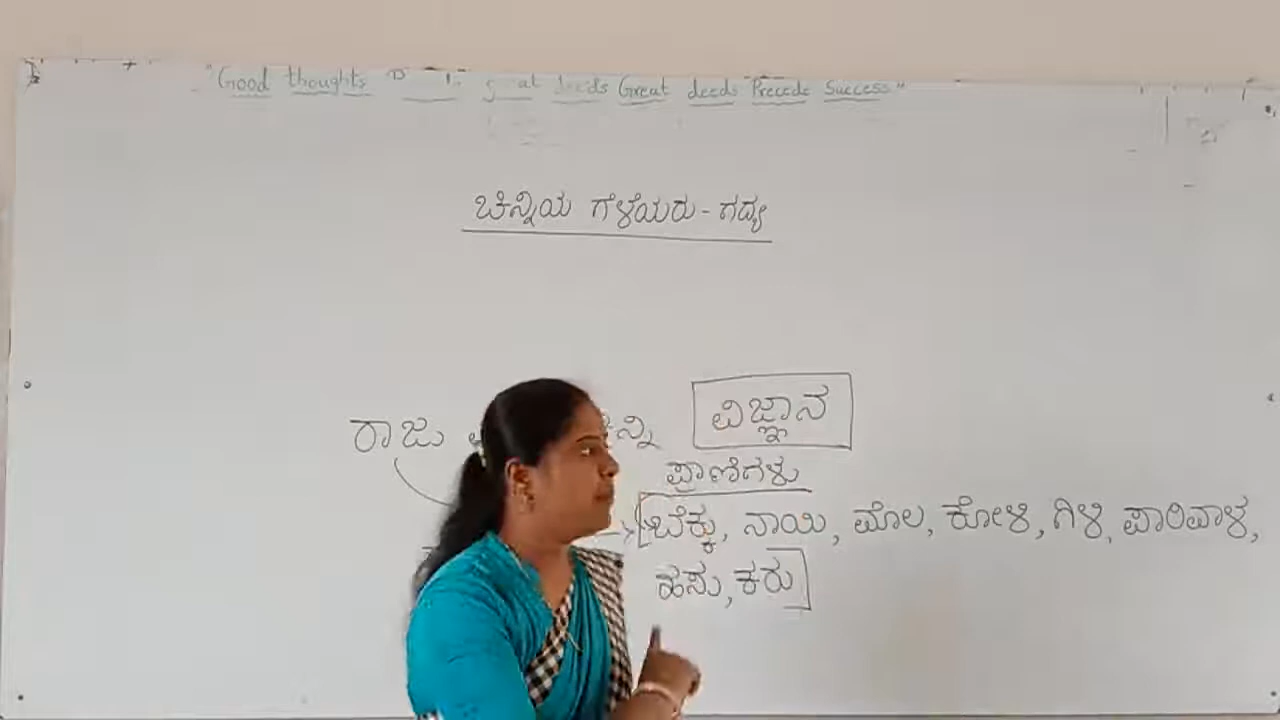 "Good thoughts great deeds Great deeds Precede Success"
ಚಿನ್ನಿಯ ಗೆಳೆಯರು - ಗದ್ಯ
ರಾಜು
ವಿಜ್ಞಾನ
ಪ್ರಾಣಿಗಳು
ಬೆಕ್ಕು, ನಾಯಿ, ಮೊಲ, ಕೋಳಿ, ಗಿಳಿ, ಪಾರಿವಾಳ,
ಹಸು, ಕರು